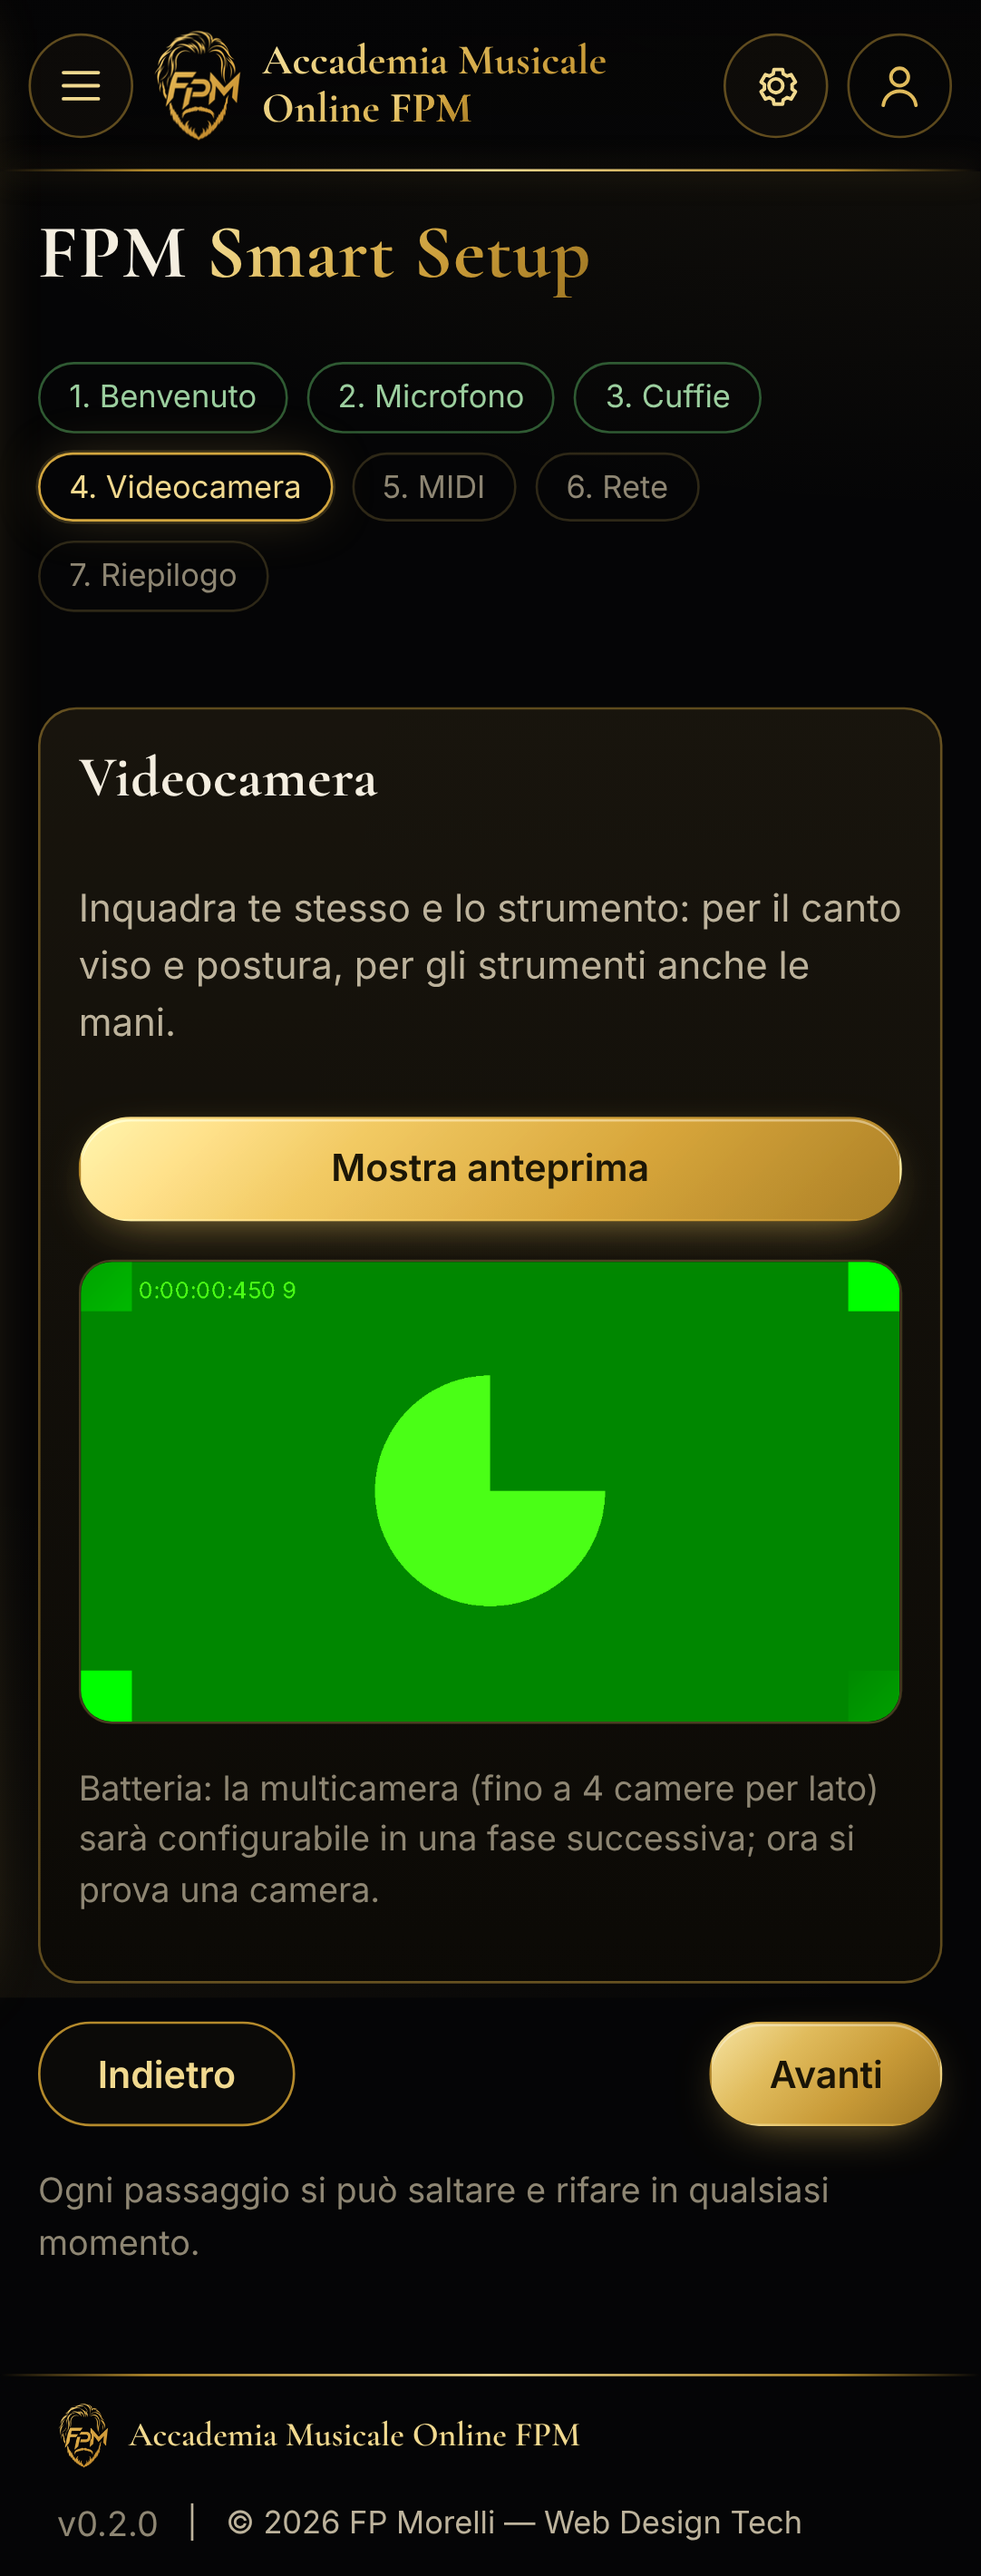 FPM
Accademia Musicale
Online FPM
FPM Smart Setup
1. Benvenuto
2. Microfono
3. Cuffie
4. Videocamera
5. MIDI
6. Rete
7. Riepilogo
Videocamera
Inquadra te stesso e lo strumento: per il canto
viso e postura, per gli strumenti anche le
mani.
Mostra anteprima
0:00:00:450 9
Batteria: la multicamera (fino a 4 camere per lato)
sarà configurabile in una fase successiva; ora si
prova una camera.
Indietro
Avanti
Ogni passaggio si può saltare e rifare in qualsiasi
momento.
FPM
Accademia Musicale Online FPM
v0.2.0 | © 2026 FP Morelli — Web Design Tech